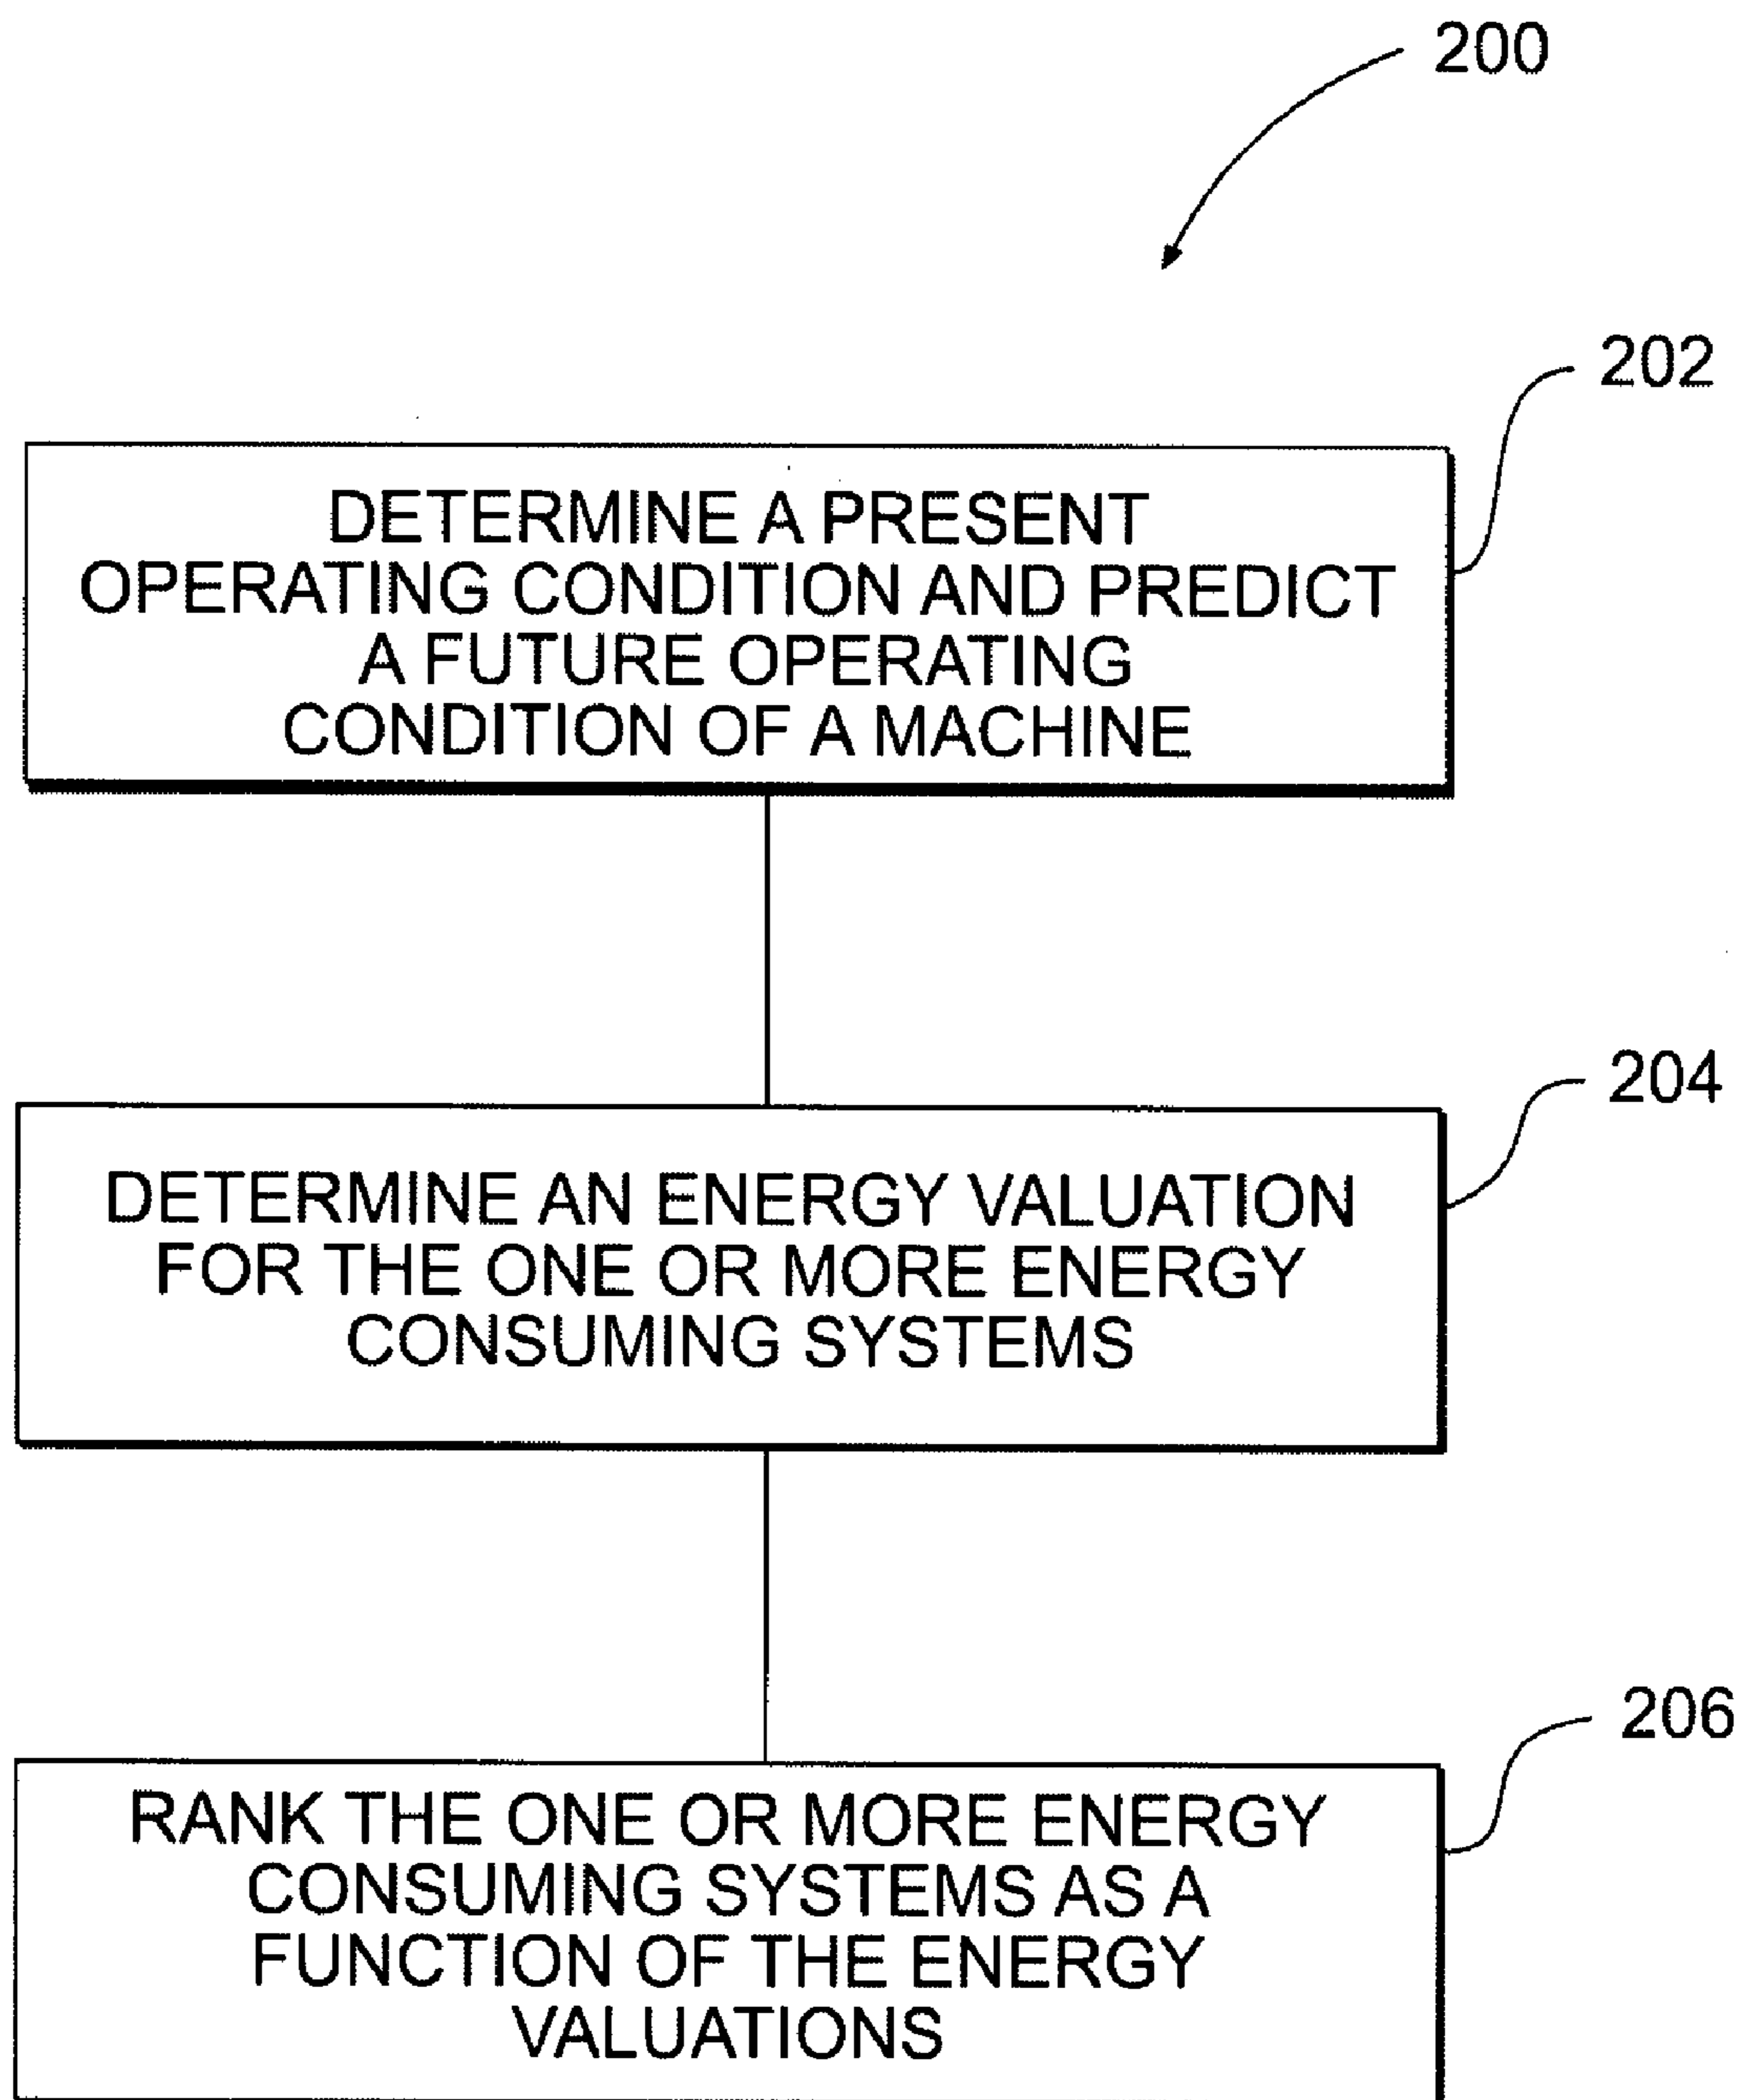 200
202
DETERMINE A PRESENT
OPERATING CONDITION AND PREDICT
A FUTURE OPERATING
CONDITION OF A MACHINE
204
DETERMINE AN ENERGY VALUATION
FOR THE ONE OR MORE ENERGY
CONSUMING SYSTEMS
206
RANK THE ONE OR MORE ENERGY
CONSUMING SYSTEMS AS A
FUNCTION OF THE ENERGY
VALUATIONS